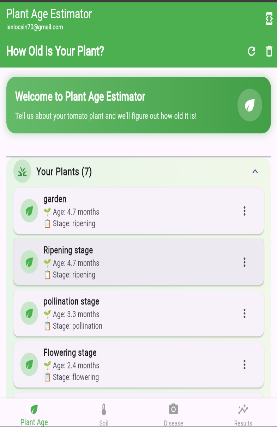 Plant Age Estimator
How Old is Your Plant?
Welcome to Plant Age Estimator
Tell us about your tomato plant and we'll figure out how old it is!
Your Plants (7)
garden
Age: 4.7 months
Stage: ripening
Ripening stage
Age: 4.7 months
Stage: ripening
pollination stage
Age: 3.3 months
Stage: pollination
Flowering stage
Age: 2.4 months
Stage: flowering
Plant Age
Soil
Disease
Results